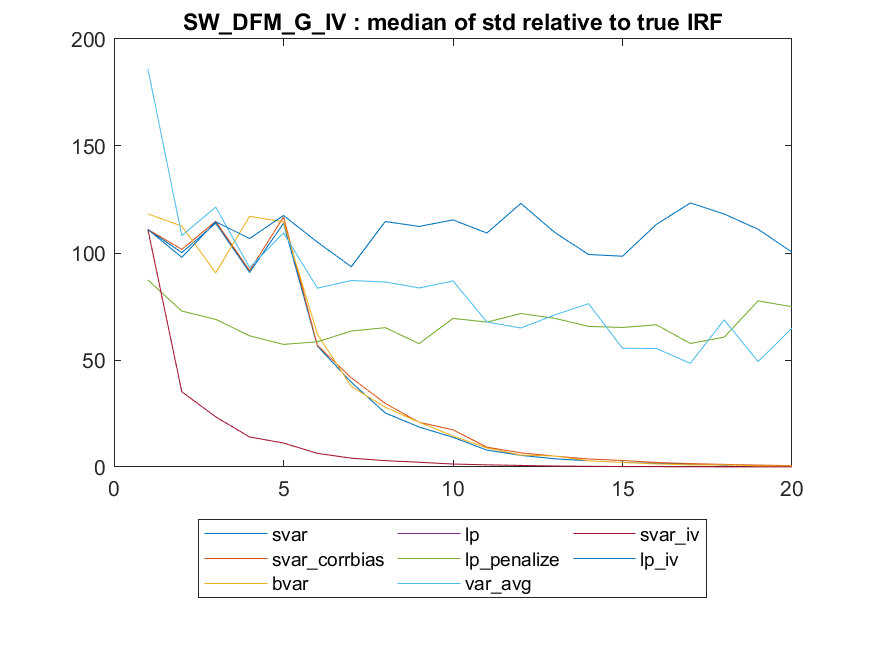 SW_DFM_G_IV : median of std relative to true IRF
200
150
100
50
0
0 5 10 15 20
svar lp svar_iv
svar_corrbias lp_penalize lp_iv
bvar var_avg